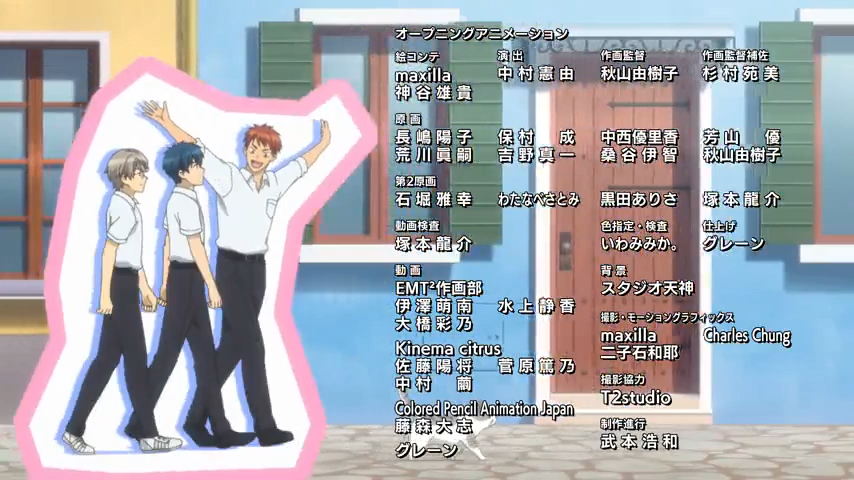 オープニングアニメーション
絵コンテ 演出 作画監督 作画監督補佐
maxilla 中村憲由 秋山由樹子 杉村苑美
神谷雄貴
原画
長嶋陽子 保村 成 中西優里香 芳山 優
荒川眞嗣 吉野真一 桑谷伊智 秋山由樹子
第2原画
石堀雅幸 わたなべさとみ 黒田ありさ 塚本龍介
動画検査 色指定・検査 仕上げ
塚本龍介 いわみみか。 グレーン
動画 背景
EMT²作画部 スタジオ天神
伊澤萌南 水上静香
大橋彩乃
撮影・モーショングラフィックス
maxilla Charles Chung
二子石和耶
Kinema citrus
佐藤陽将 菅原篤乃
中村 繭
撮影協力
T2studio
Colored Pencil Animation Japan
藤森大志
グレーン
制作進行
武本浩和